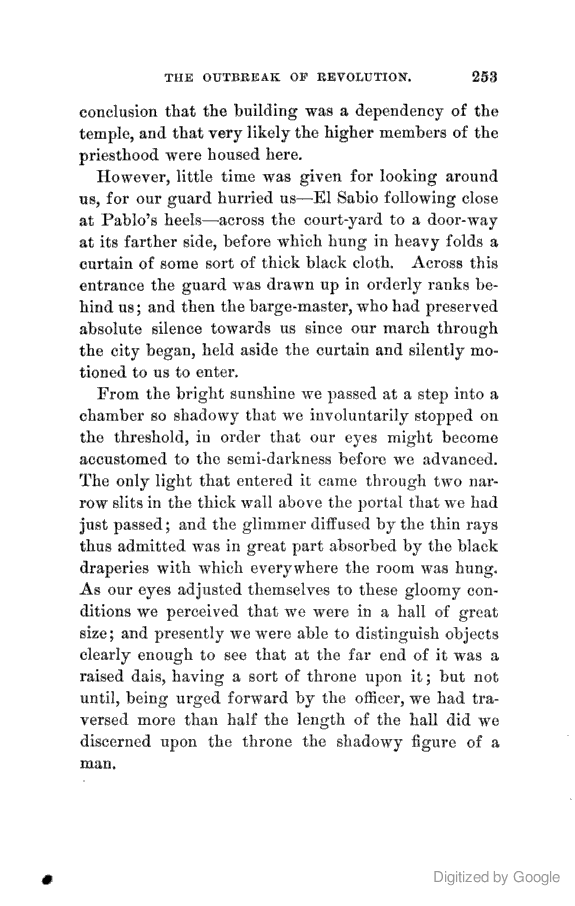 THE OUTBREAK OF REVOLUTION. 253
conclusion that the building was a dependency of the
temple, and that very likely the higher members of the
priesthood were housed here.
However, little time was given for looking around
us, for our guard hurried us—El Sabio following close
at Pablo's heels—across the court-yard to a door-way
at its farther side, before which hung in heavy folds a
curtain of some sort of thick black cloth. Across this
entrance the guard was drawn up in orderly ranks be-
hind us; and then the barge-master, who had preserved
absolute silence towards us since our march through
the city began, held aside the curtain and silently mo-
tioned to us to enter.
From the bright sunshine we passed at a step into a
chamber so shadowy that we involuntarily stopped on
the threshold, in order that our eyes might become
accustomed to the semi-darkness before we advanced.
The only light that entered it came through two nar-
row slits in the thick wall above the portal that we had
just passed; and the glimmer diffused by the thin rays
thus admitted was in great part absorbed by the black
draperies with which everywhere the room was hung.
As our eyes adjusted themselves to these gloomy con-
ditions we perceived that we were in a hall of great
size; and presently we were able to distinguish objects
clearly enough to see that at the far end of it was a
raised dais, having a sort of throne upon it; but not
until, being urged forward by the officer, we had tra-
versed more than half the length of the hall did we
discerned upon the throne the shadowy figure of a
man.
Digitized by Google